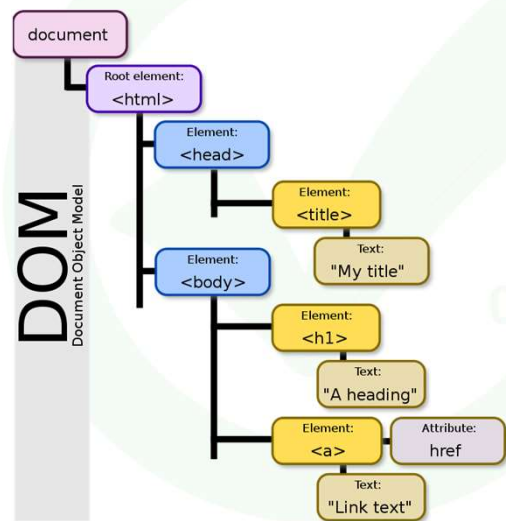 document
Root element:
<html>
Element:
<head>
Element:
<title>
Text:
"My title"
Element:
<body>
Element:
<h1>
Text:
"A heading"
Element:
<a>
Attribute:
href
Text:
"Link text"
DOM
Document Object Model